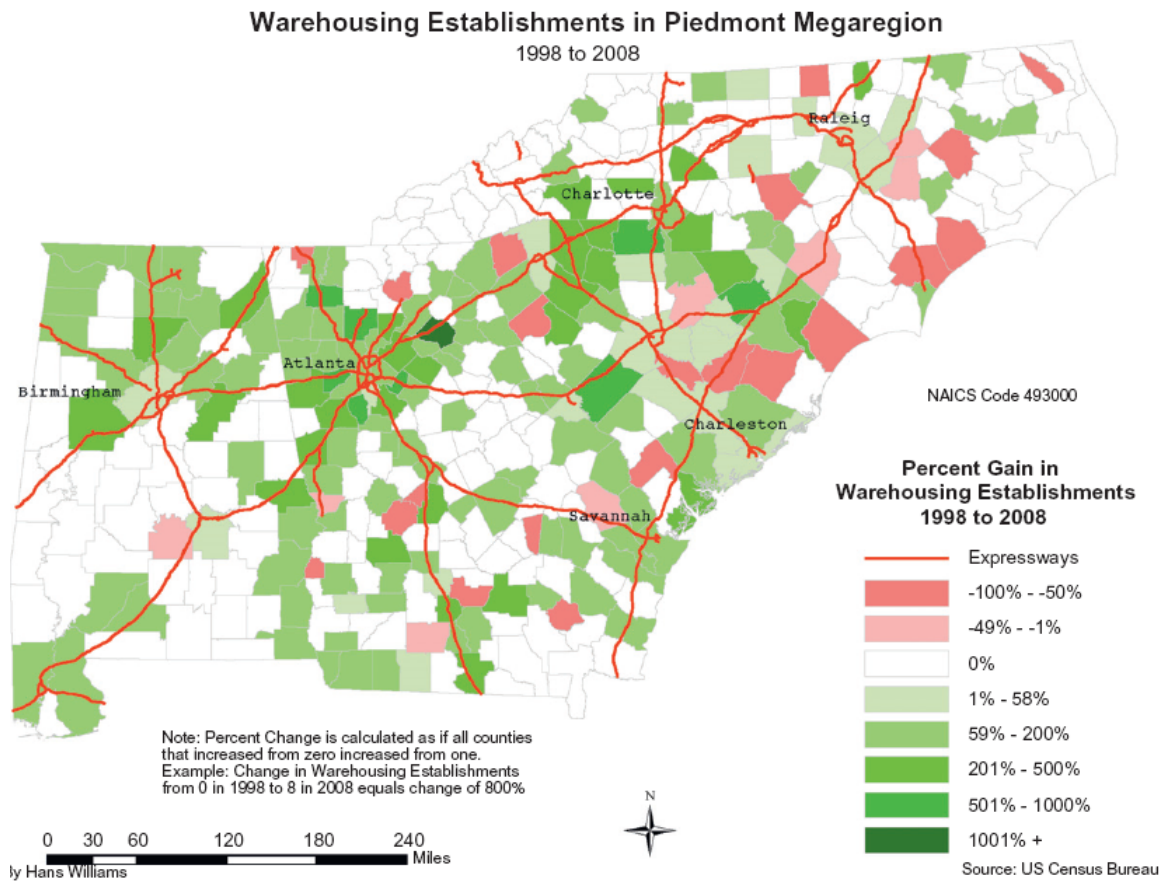 Warehousing Establishments in Piedmont Megaregion
1998 to 2008
Raleig
Charlotte
Atlanta
Birmingham
Charleston
Savannah
NAICS Code 493000
Percent Gain in
Warehousing Establishments
1998 to 2008
Expressways
-100% - -50%
-49% - -1%
0%
1% - 58%
59% - 200%
201% - 500%
501% - 1000%
1001% +
Note: Percent Change is calculated as if all counties
that increased from zero increased from one.
Example: Change in Warehousing Establishments
from 0 in 1998 to 8 in 2008 equals change of 800%
N
0 30 60 120 180 240
Miles
By Hans Williams
Source: US Census Bureau